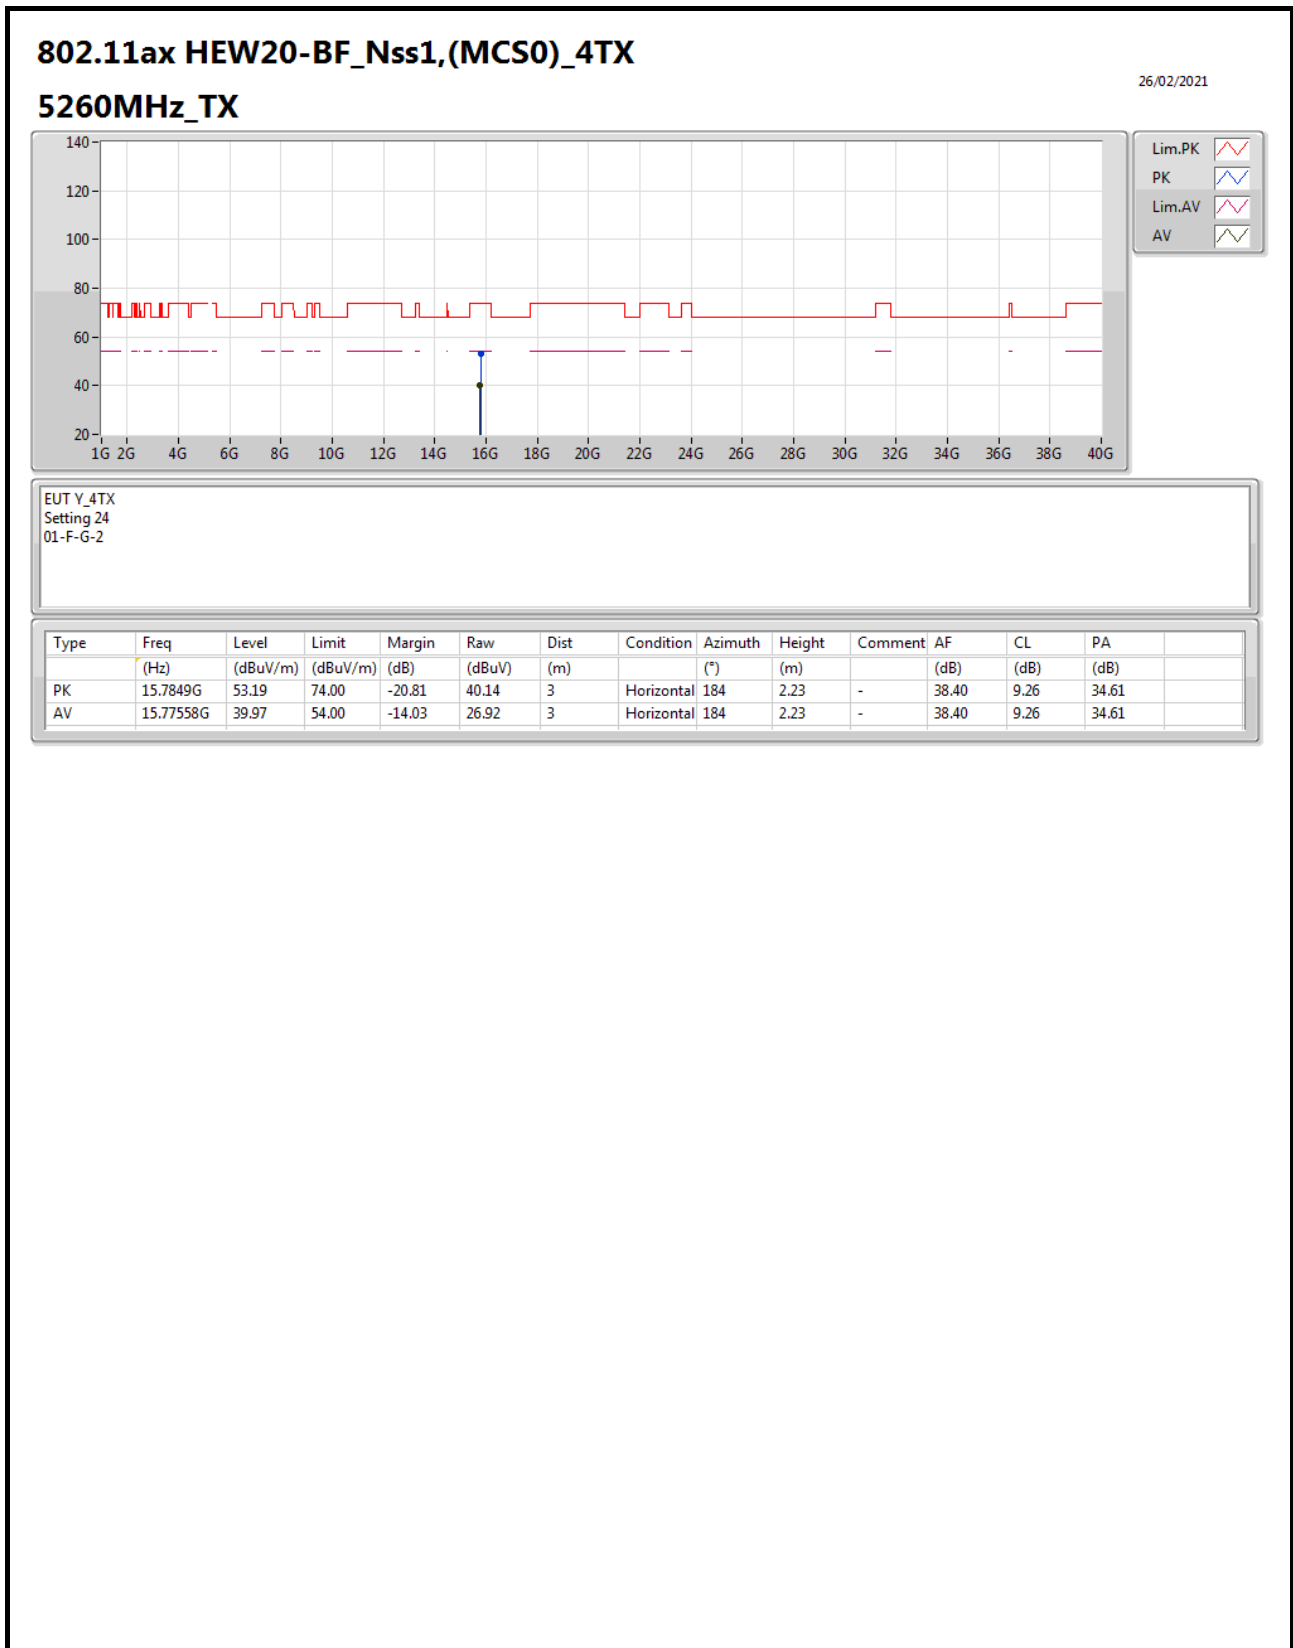 802.11ax HEW20-BF_Nss1,(MCS0)_4TX
26/02/2021
5260MHz_TX
140
120
100
80
60
40
20
1G 2G 4G 6G 8G 10G 12G 14G 16G 18G 20G 22G 24G 26G 28G 30G 32G 34G 36G 38G 40G
Lim.PK
PK
Lim.AV
AV
EUT Y_4TX
Setting 24
01-F-G-2
Type Freq Level Limit Margin Raw Dist Condition Azimuth Height Comment AF CL PA
(Hz) (dBuV/m) (dBuV/m) (dB) (dBuV) (m) (°) (m) (dB) (dB) (dB)
PK 15.7849G 53.19 74.00 -20.81 40.14 3 Horizontal 184 2.23 - 38.40 9.26 34.61
AV 15.77558G 39.97 54.00 -14.03 26.92 3 Horizontal 184 2.23 - 38.40 9.26 34.61